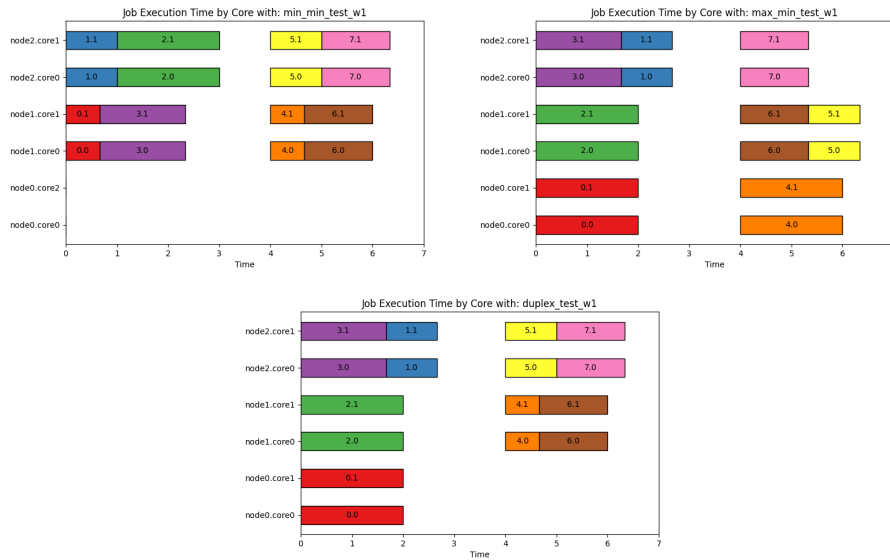 Job Execution Time by Core with: min_min_test_w1
node2.core1
1.1 2.1 5.1 7.1
node2.core0
1.0 2.0 5.0 7.0
node1.core1
0.1 3.1 4.1 6.1
node1.core0
0.0 3.0 4.0 6.0
node0.core2
node0.core0
0 1 2 3 4 5 6 7
Time
Job Execution Time by Core with: max_min_test_w1
node2.core1
3.1 1.1 7.1
node2.core0
3.0 1.0 7.0
node1.core1
2.1 6.1 5.1
node1.core0
2.0 6.0 5.0
node0.core1
0.1 4.1
node0.core0
0.0 4.0
0 1 2 3 4 5 6
Time
Job Execution Time by Core with: duplex_test_w1
node2.core1
3.1 1.1 5.1 7.1
node2.core0
3.0 1.0 5.0 7.0
node1.core1
2.1 4.1 6.1
node1.core0
2.0 4.0 6.0
node0.core1
0.1
node0.core0
0.0
0 1 2 3 4 5 6 7
Time